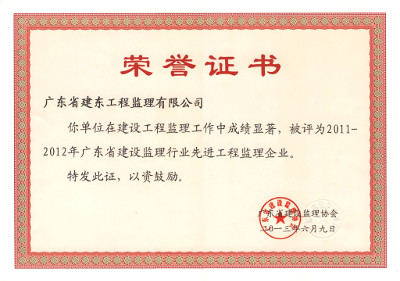 荣誉证书
广东省建东工程监理有限公司
你单位在建设工程监理工作中成绩显著，被评为2011-
2012年广东省建设监理行业先进工程监理企业。
特发此证，以资鼓励。
广东省建设监理协会
二〇一三年六月九日